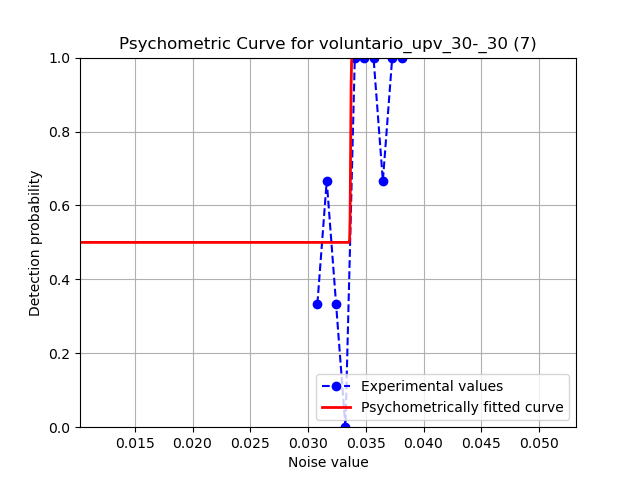 Psychometric Curve for voluntario_upv_30-_30 (7)
1.0
0.8
0.6
0.4
0.2
0.0
Detection probability
Experimental values
Psychometrically fitted curve
0.015 0.020 0.025 0.030 0.035 0.040 0.045 0.050
Noise value